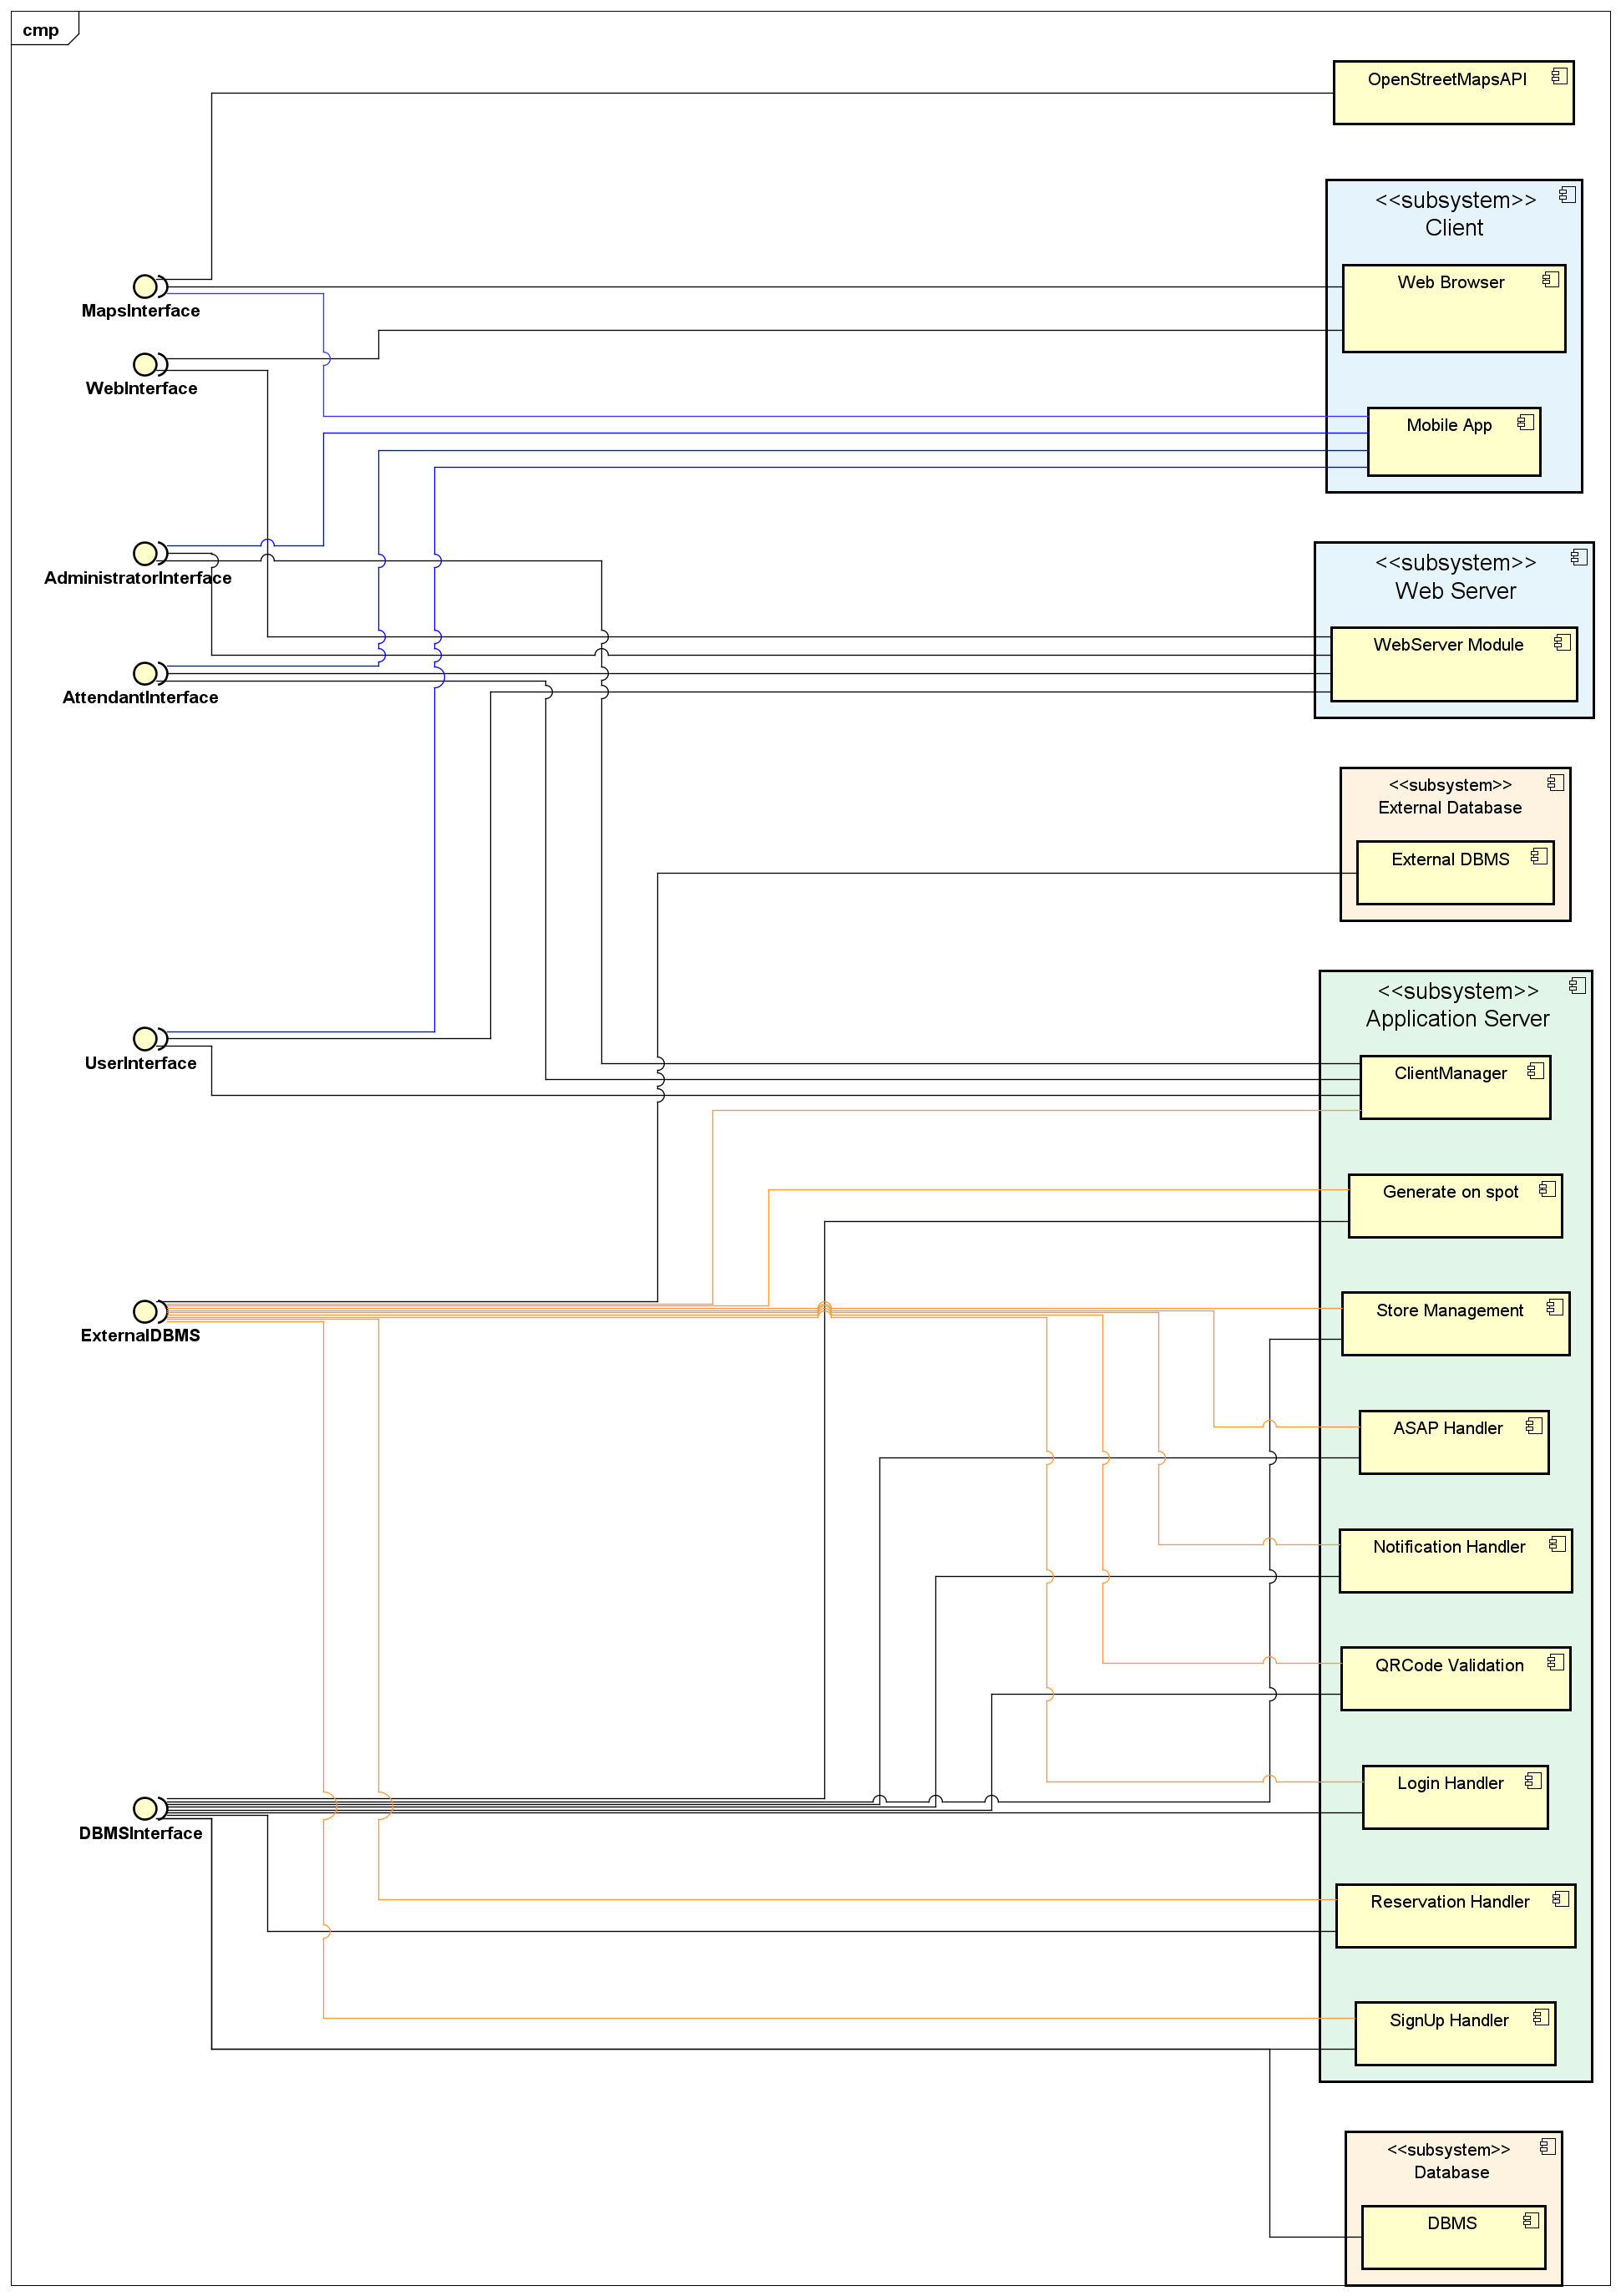 cmp
OpenStreetMapsAPI
<<subsystem>>
Client
Web Browser
MapsInterface
WebInterface
Mobile App
<<subsystem>>
Web Server
AdministratorInterface
WebServer Module
AttendantInterface
<<subsystem>>
External Database
External DBMS
<<subsystem>>
Application Server
UserInterface
ClientManager
Generate on spot
Store Management
ExternalDBMS
ASAP Handler
Notification Handler
QRCode Validation
Login Handler
DBMSInterface
Reservation Handler
SignUp Handler
<<subsystem>>
Database
DBMS